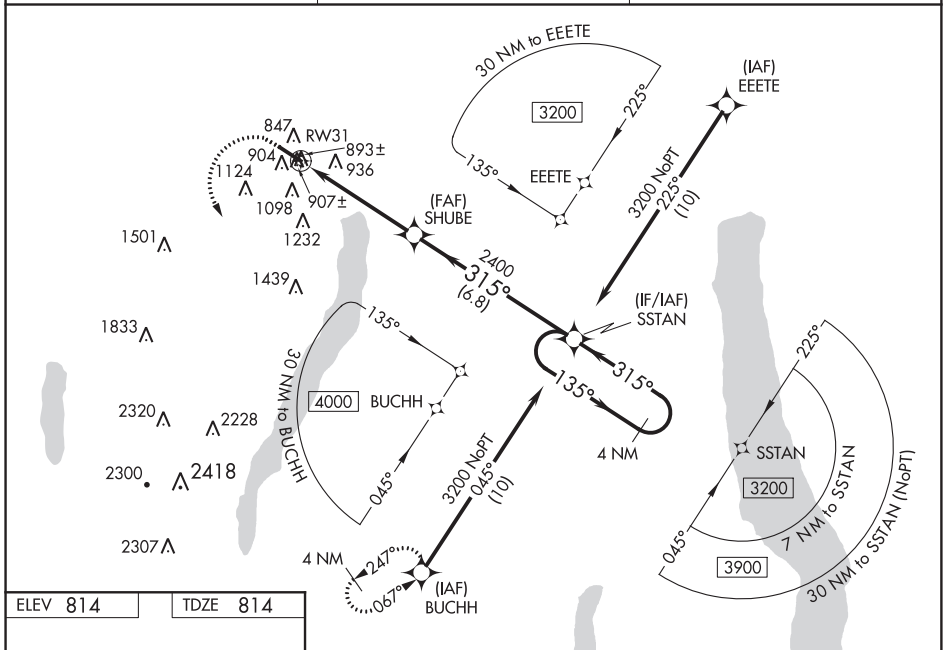 30 NM to EEETE
3200
225°
135°
EEETE
(IAF)
EEETE
3200 NoPT
225°
(10)
847
RW31
904
893±
936
1124
1098
907±
1232
(FAF)
SHUBE
1501
1439
2400
315°
(6.8)
(IF/IAF)
SSTAN
1833
135°
30 NM to BUCHH
4000
BUCHH
045°
135°
315°
4 NM
225°
SSTAN
3200
7 NM to SSTAN
045°
3900
30 NM to SSTAN (NoPT)
2320
2228
2300
2418
2307
3200 NoPT
045°
(10)
4 NM
247°
067°
(IAF)
BUCHH
ELEV 814
TDZE 814